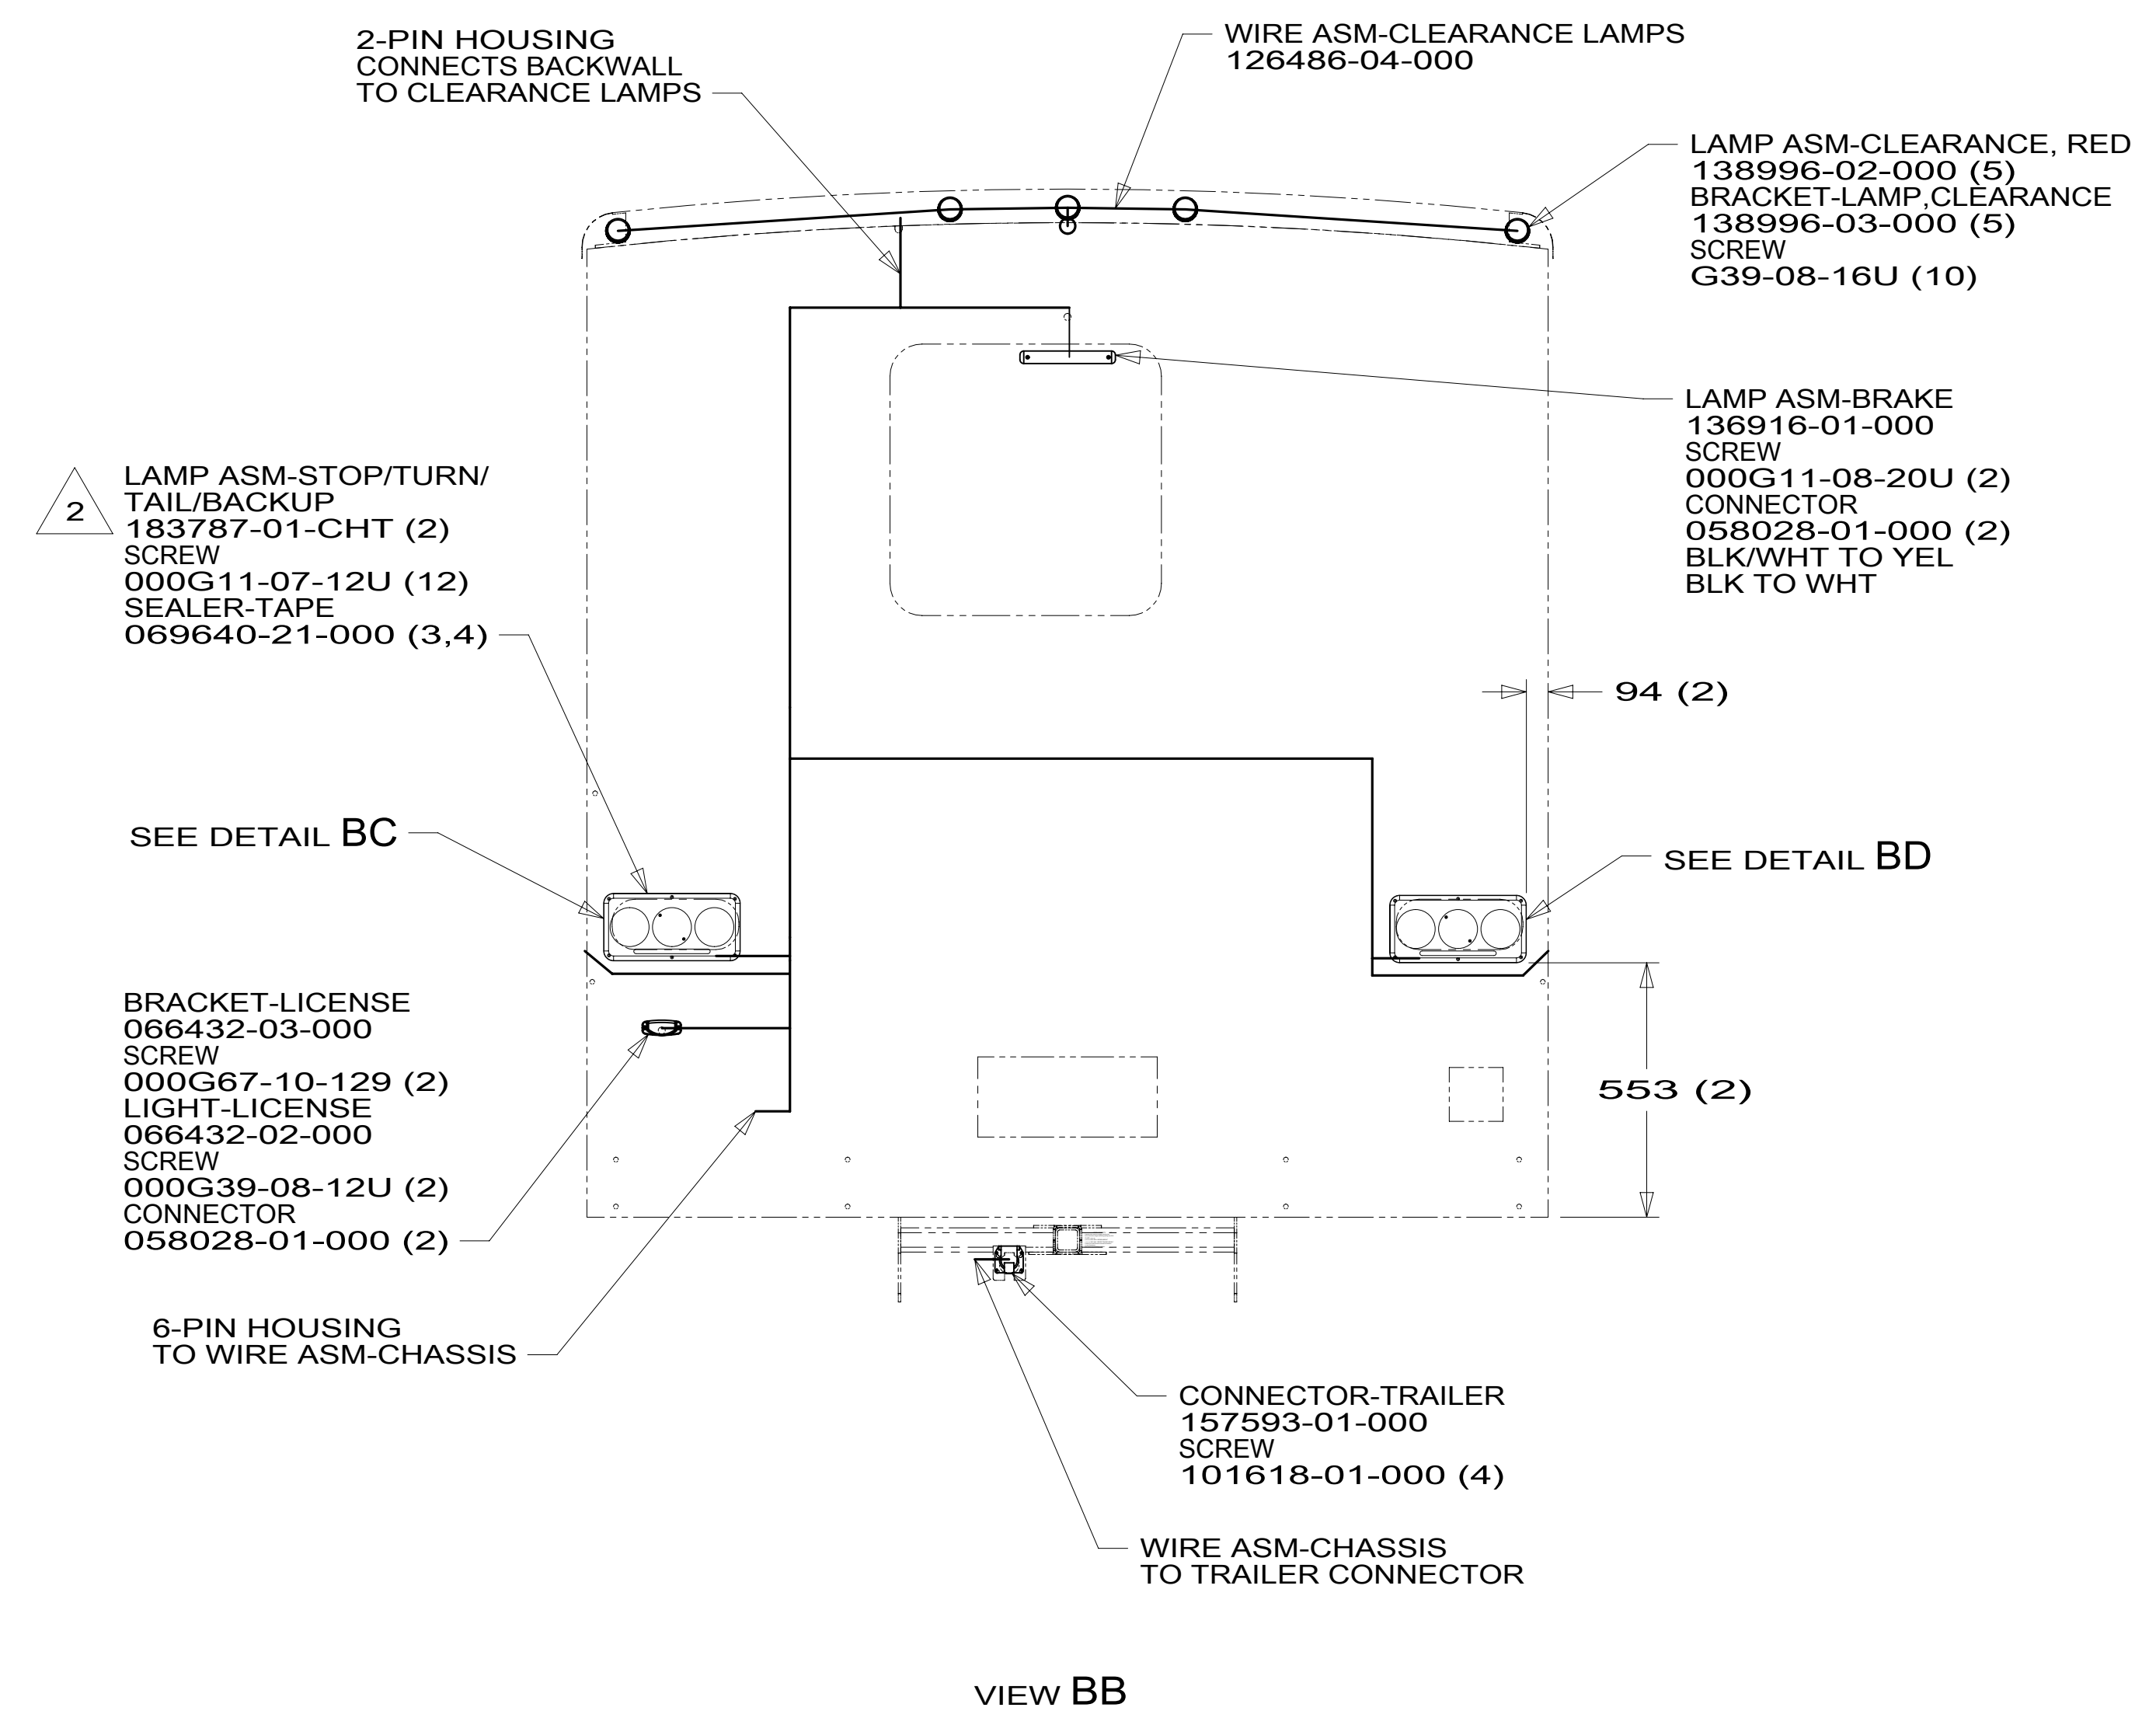 2-PIN HOUSING
CONNECTS BACKWALL
TO CLEARANCE LAMPS
WIRE ASM-CLEARANCE LAMPS
126486-04-000
LAMP ASM-CLEARANCE, RED
138996-02-000 (5)
BRACKET-LAMP,CLEARANCE
138996-03-000 (5)
SCREW
G39-08-16U (10)
LAMP ASM-BRAKE
136916-01-000
SCREW
000G11-08-20U (2)
CONNECTOR
058028-01-000 (2)
BLK/WHT TO YEL
BLK TO WHT
2
LAMP ASM-STOP/TURN/
TAIL/BACKUP
183787-01-CHT (2)
SCREW
000G11-07-12U (12)
SEALER-TAPE
069640-21-000 (3,4)
94 (2)
SEE DETAIL BC
SEE DETAIL BD
BRACKET-LICENSE
066432-03-000
SCREW
000G67-10-129 (2)
LIGHT-LICENSE
066432-02-000
SCREW
000G39-08-12U (2)
CONNECTOR
058028-01-000 (2)
553 (2)
6-PIN HOUSING
TO WIRE ASM-CHASSIS
CONNECTOR-TRAILER
157593-01-000
SCREW
101618-01-000 (4)
WIRE ASM-CHASSIS
TO TRAILER CONNECTOR
VIEW BB